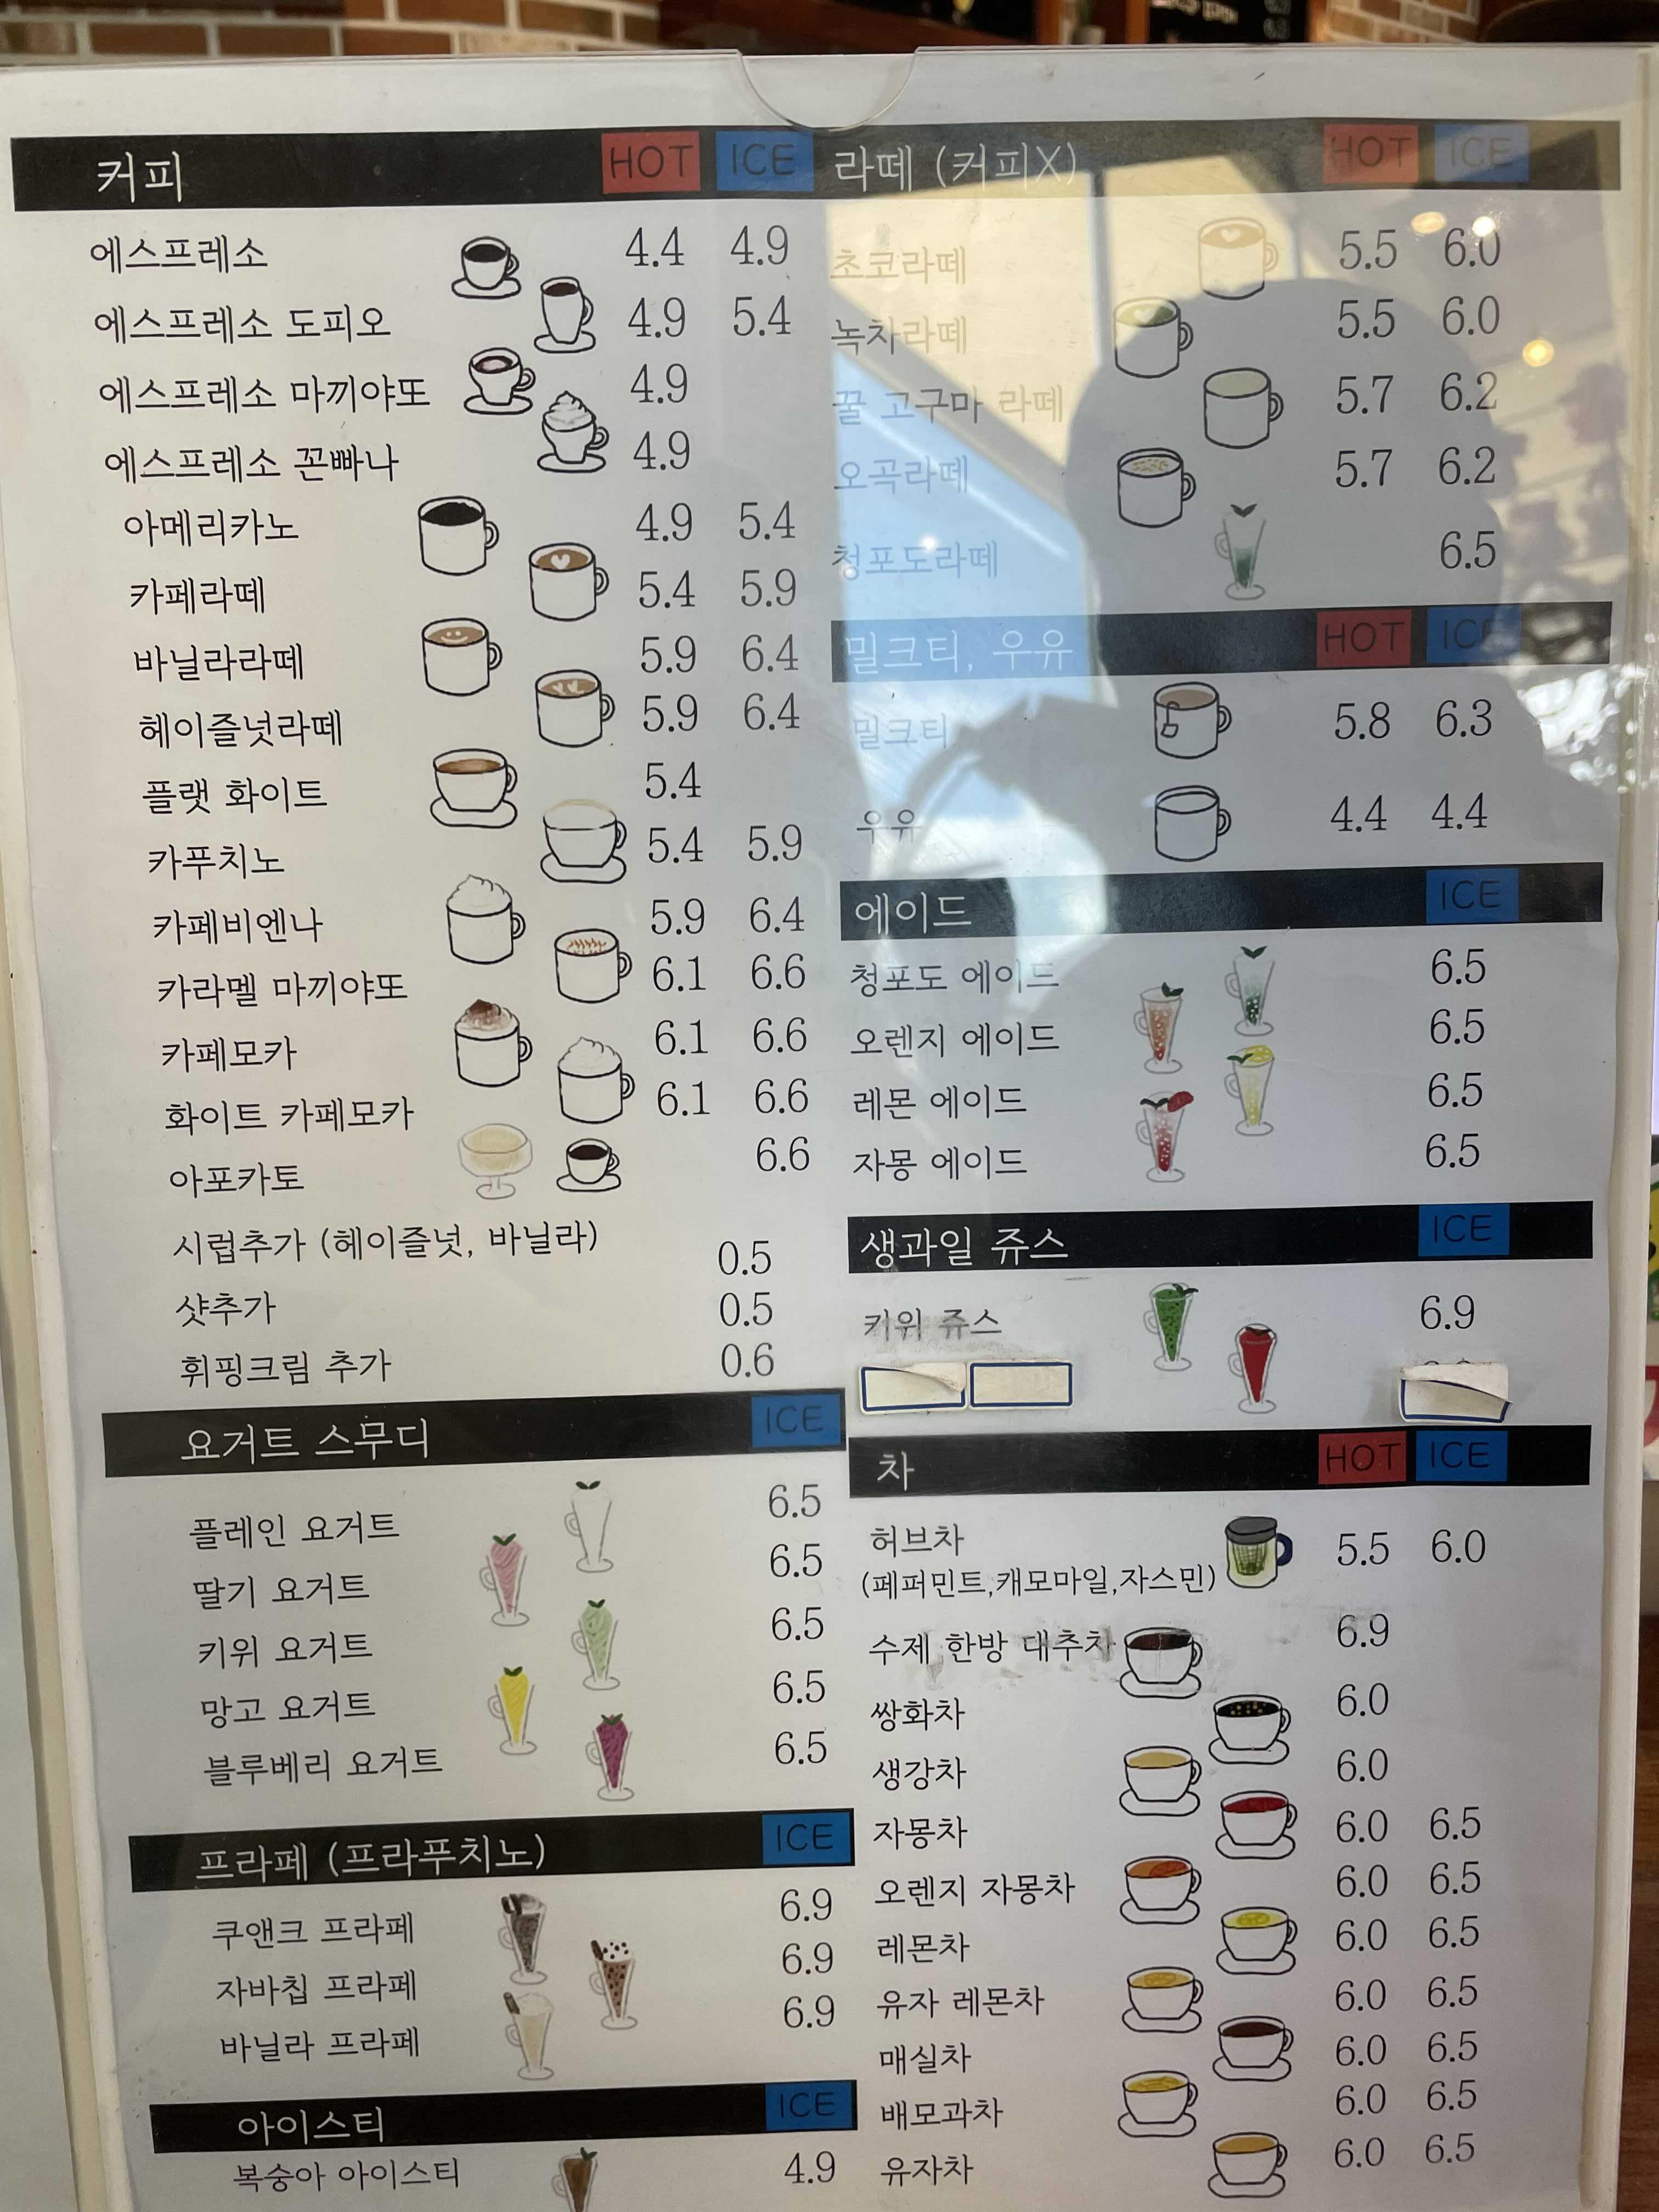 커피 HOT ICE
에스프레소 4.4 4.9
에스프레소 도피오 4.9 5.4
에스프레소 마끼야또 4.9
에스프레소 꼰빠나 4.9
아메리카노 4.9 5.4
카페라떼 5.4 5.9
바닐라라떼 5.9 6.4
헤이즐넛라떼 5.9 6.4
플랫 화이트 5.4
카푸치노 5.4 5.9
카페비엔나 5.9 6.4
카라멜 마끼야또 6.1 6.6
카페모카 6.1 6.6
화이트 카페모카 6.1 6.6
아포카토 6.6
시럽추가 (헤이즐넛, 바닐라) 0.5
샷추가 0.5
휘핑크림 추가 0.6
요거트 스무디 ICE
플레인 요거트 6.5
딸기 요거트 6.5
키위 요거트 6.5
망고 요거트 6.5
블루베리 요거트 6.5
프라페 (프라푸치노) ICE
쿠앤크 프라페 6.9
자바칩 프라페 6.9
바닐라 프라페 6.9
아이스티 ICE
복숭아 아이스티 4.9
라떼 (커피X) HOT ICE
초코라떼 5.5 6.0
녹차라떼 5.5 6.0
꿀 고구마 라떼 5.7 6.2
오곡라떼 5.7 6.2
청포도라떼 6.5
밀크티, 우유 HOT ICE
밀크티 5.8 6.3
우유 4.4 4.4
에이드 ICE
청포도 에이드 6.5
오렌지 에이드 6.5
레몬 에이드 6.5
자몽 에이드 6.5
생과일 쥬스 ICE
키위 쥬스 6.9
차 HOT ICE
허브차 5.5 6.0
(페퍼민트,캐모마일,자스민)
수제 한방 대추차 6.9
쌍화차 6.0
생강차 6.0
자몽차 6.0 6.5
오렌지 자몽차 6.0 6.5
레몬차 6.0 6.5
유자 레몬차 6.0 6.5
매실차 6.0 6.5
배모과차 6.0 6.5
유자차 6.0 6.5